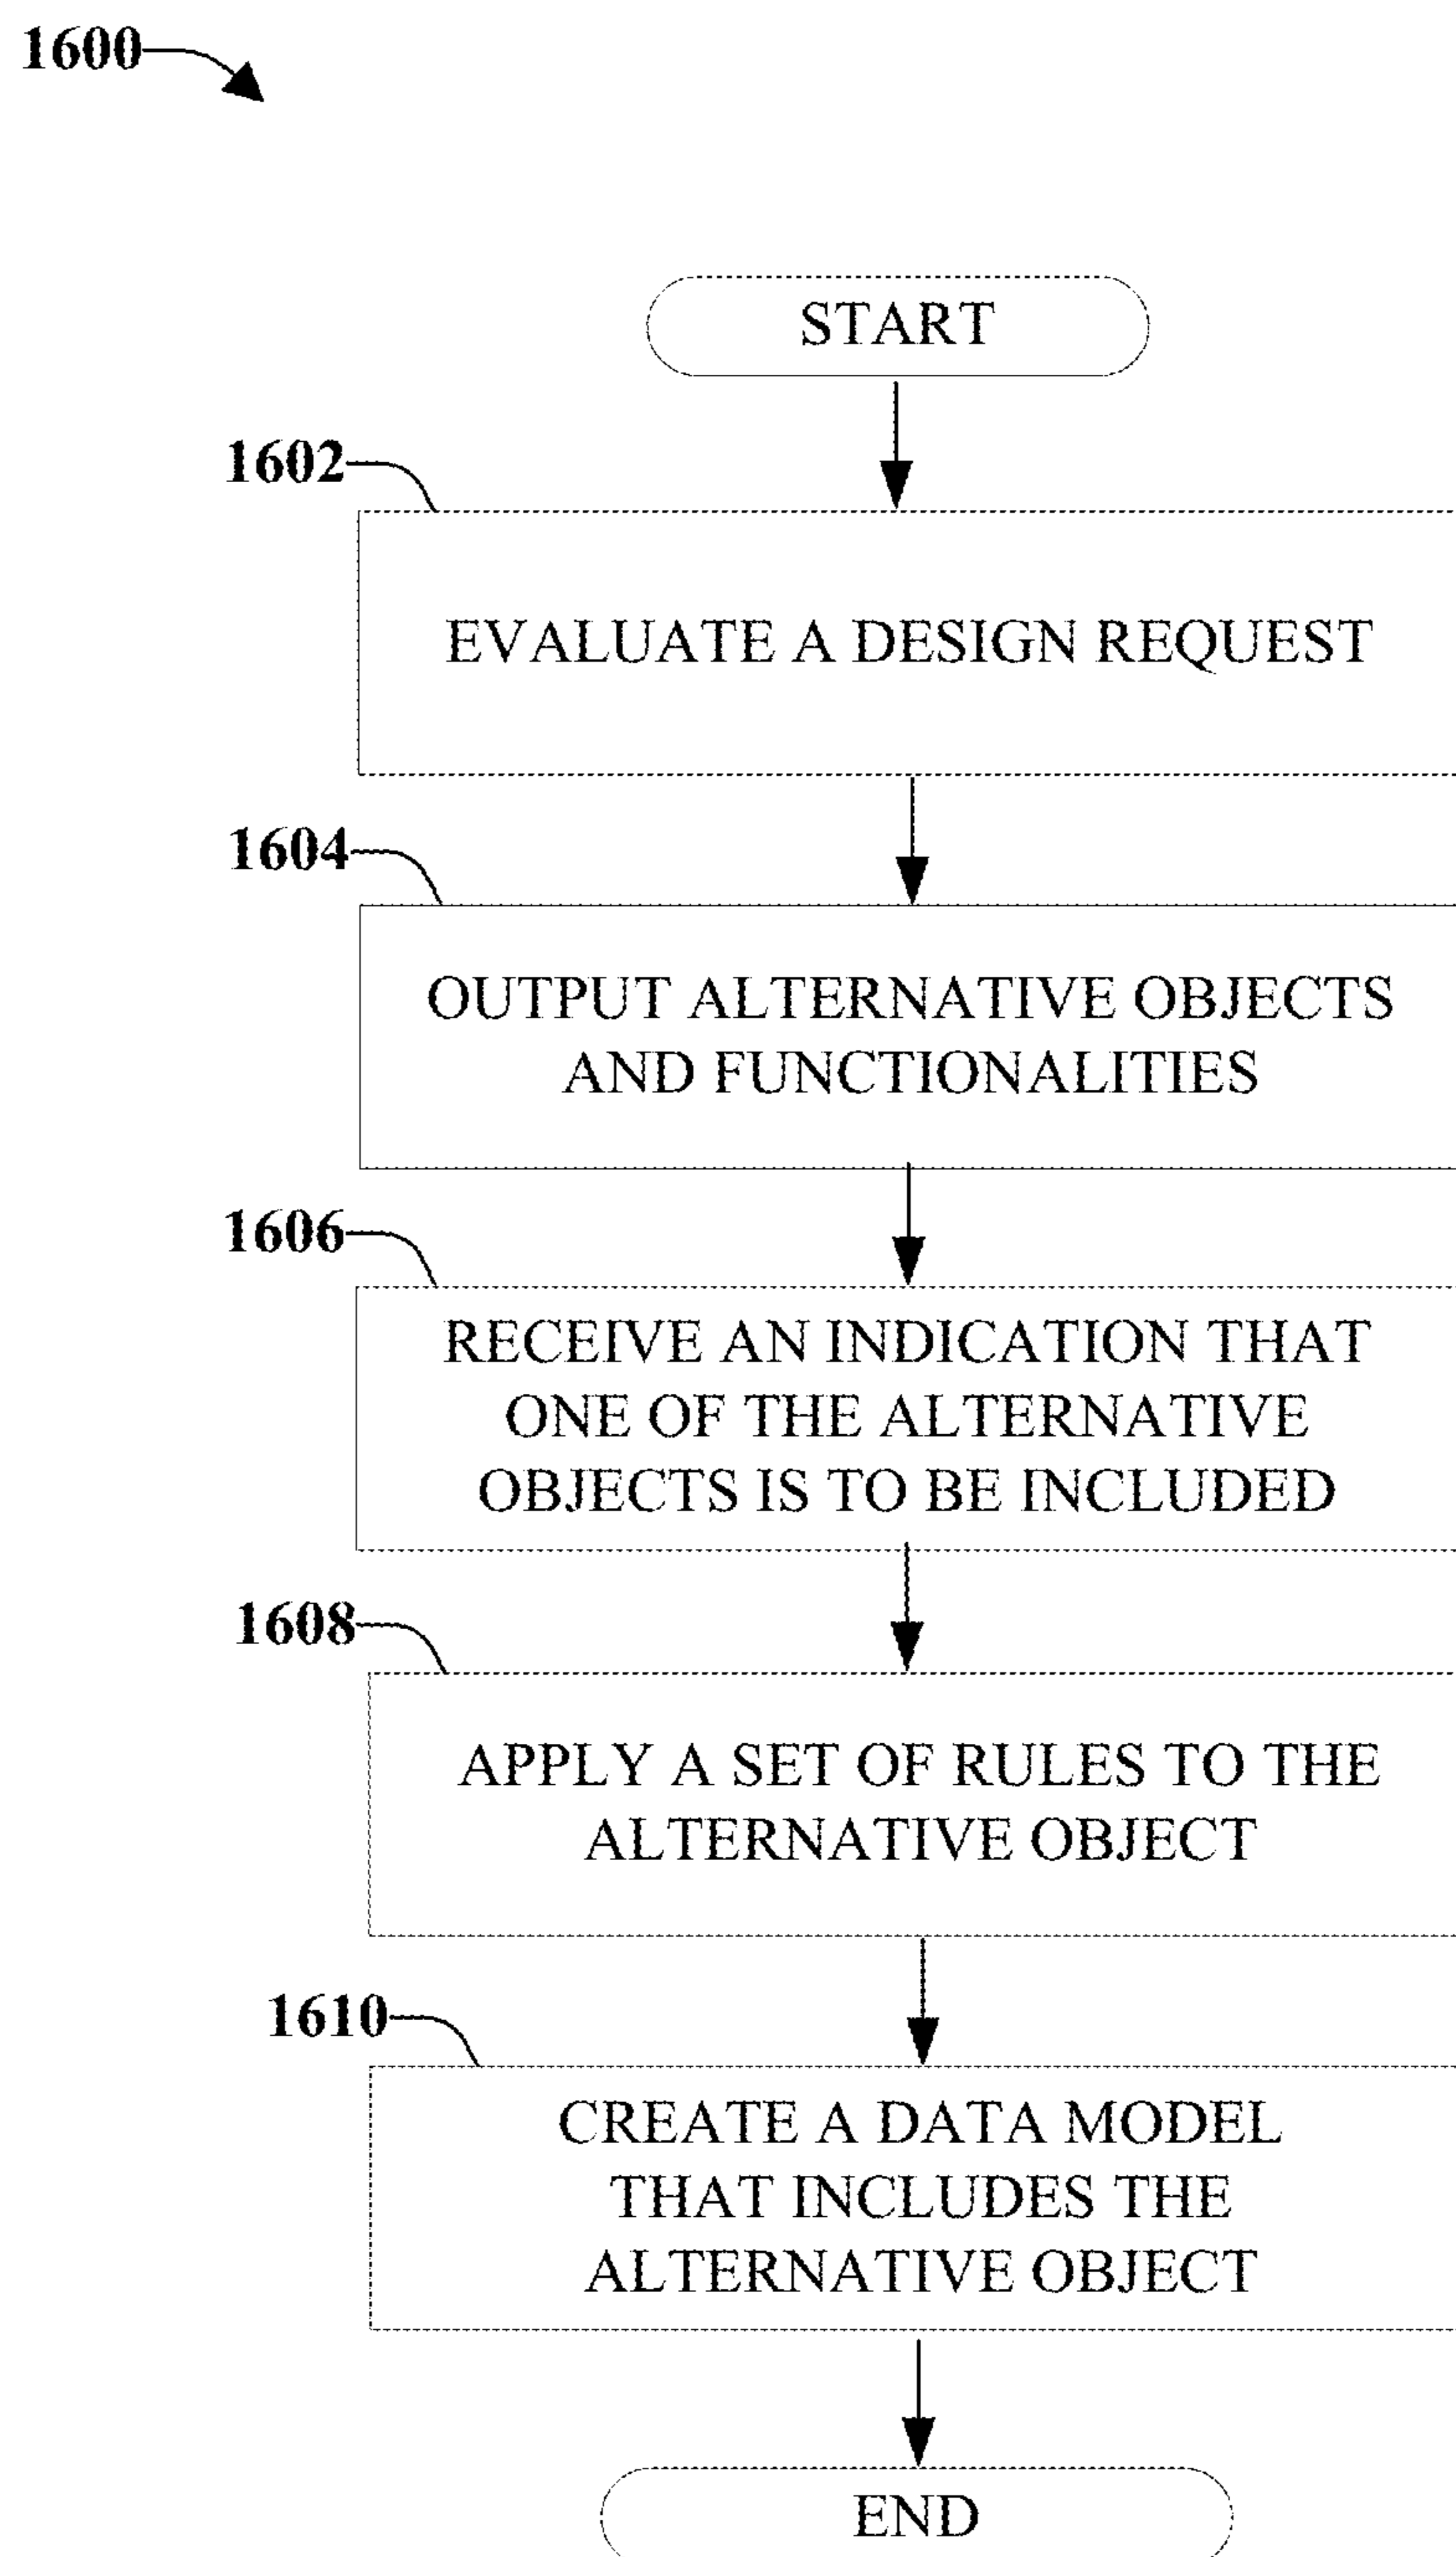 1600
START
1602
EVALUATE A DESIGN REQUEST
1604
OUTPUT ALTERNATIVE OBJECTS
AND FUNCTIONALITIES
1606
RECEIVE AN INDICATION THAT
ONE OF THE ALTERNATIVE
OBJECTS IS TO BE INCLUDED
1608
APPLY A SET OF RULES TO THE
ALTERNATIVE OBJECT
1610
CREATE A DATA MODEL
THAT INCLUDES THE
ALTERNATIVE OBJECT
END